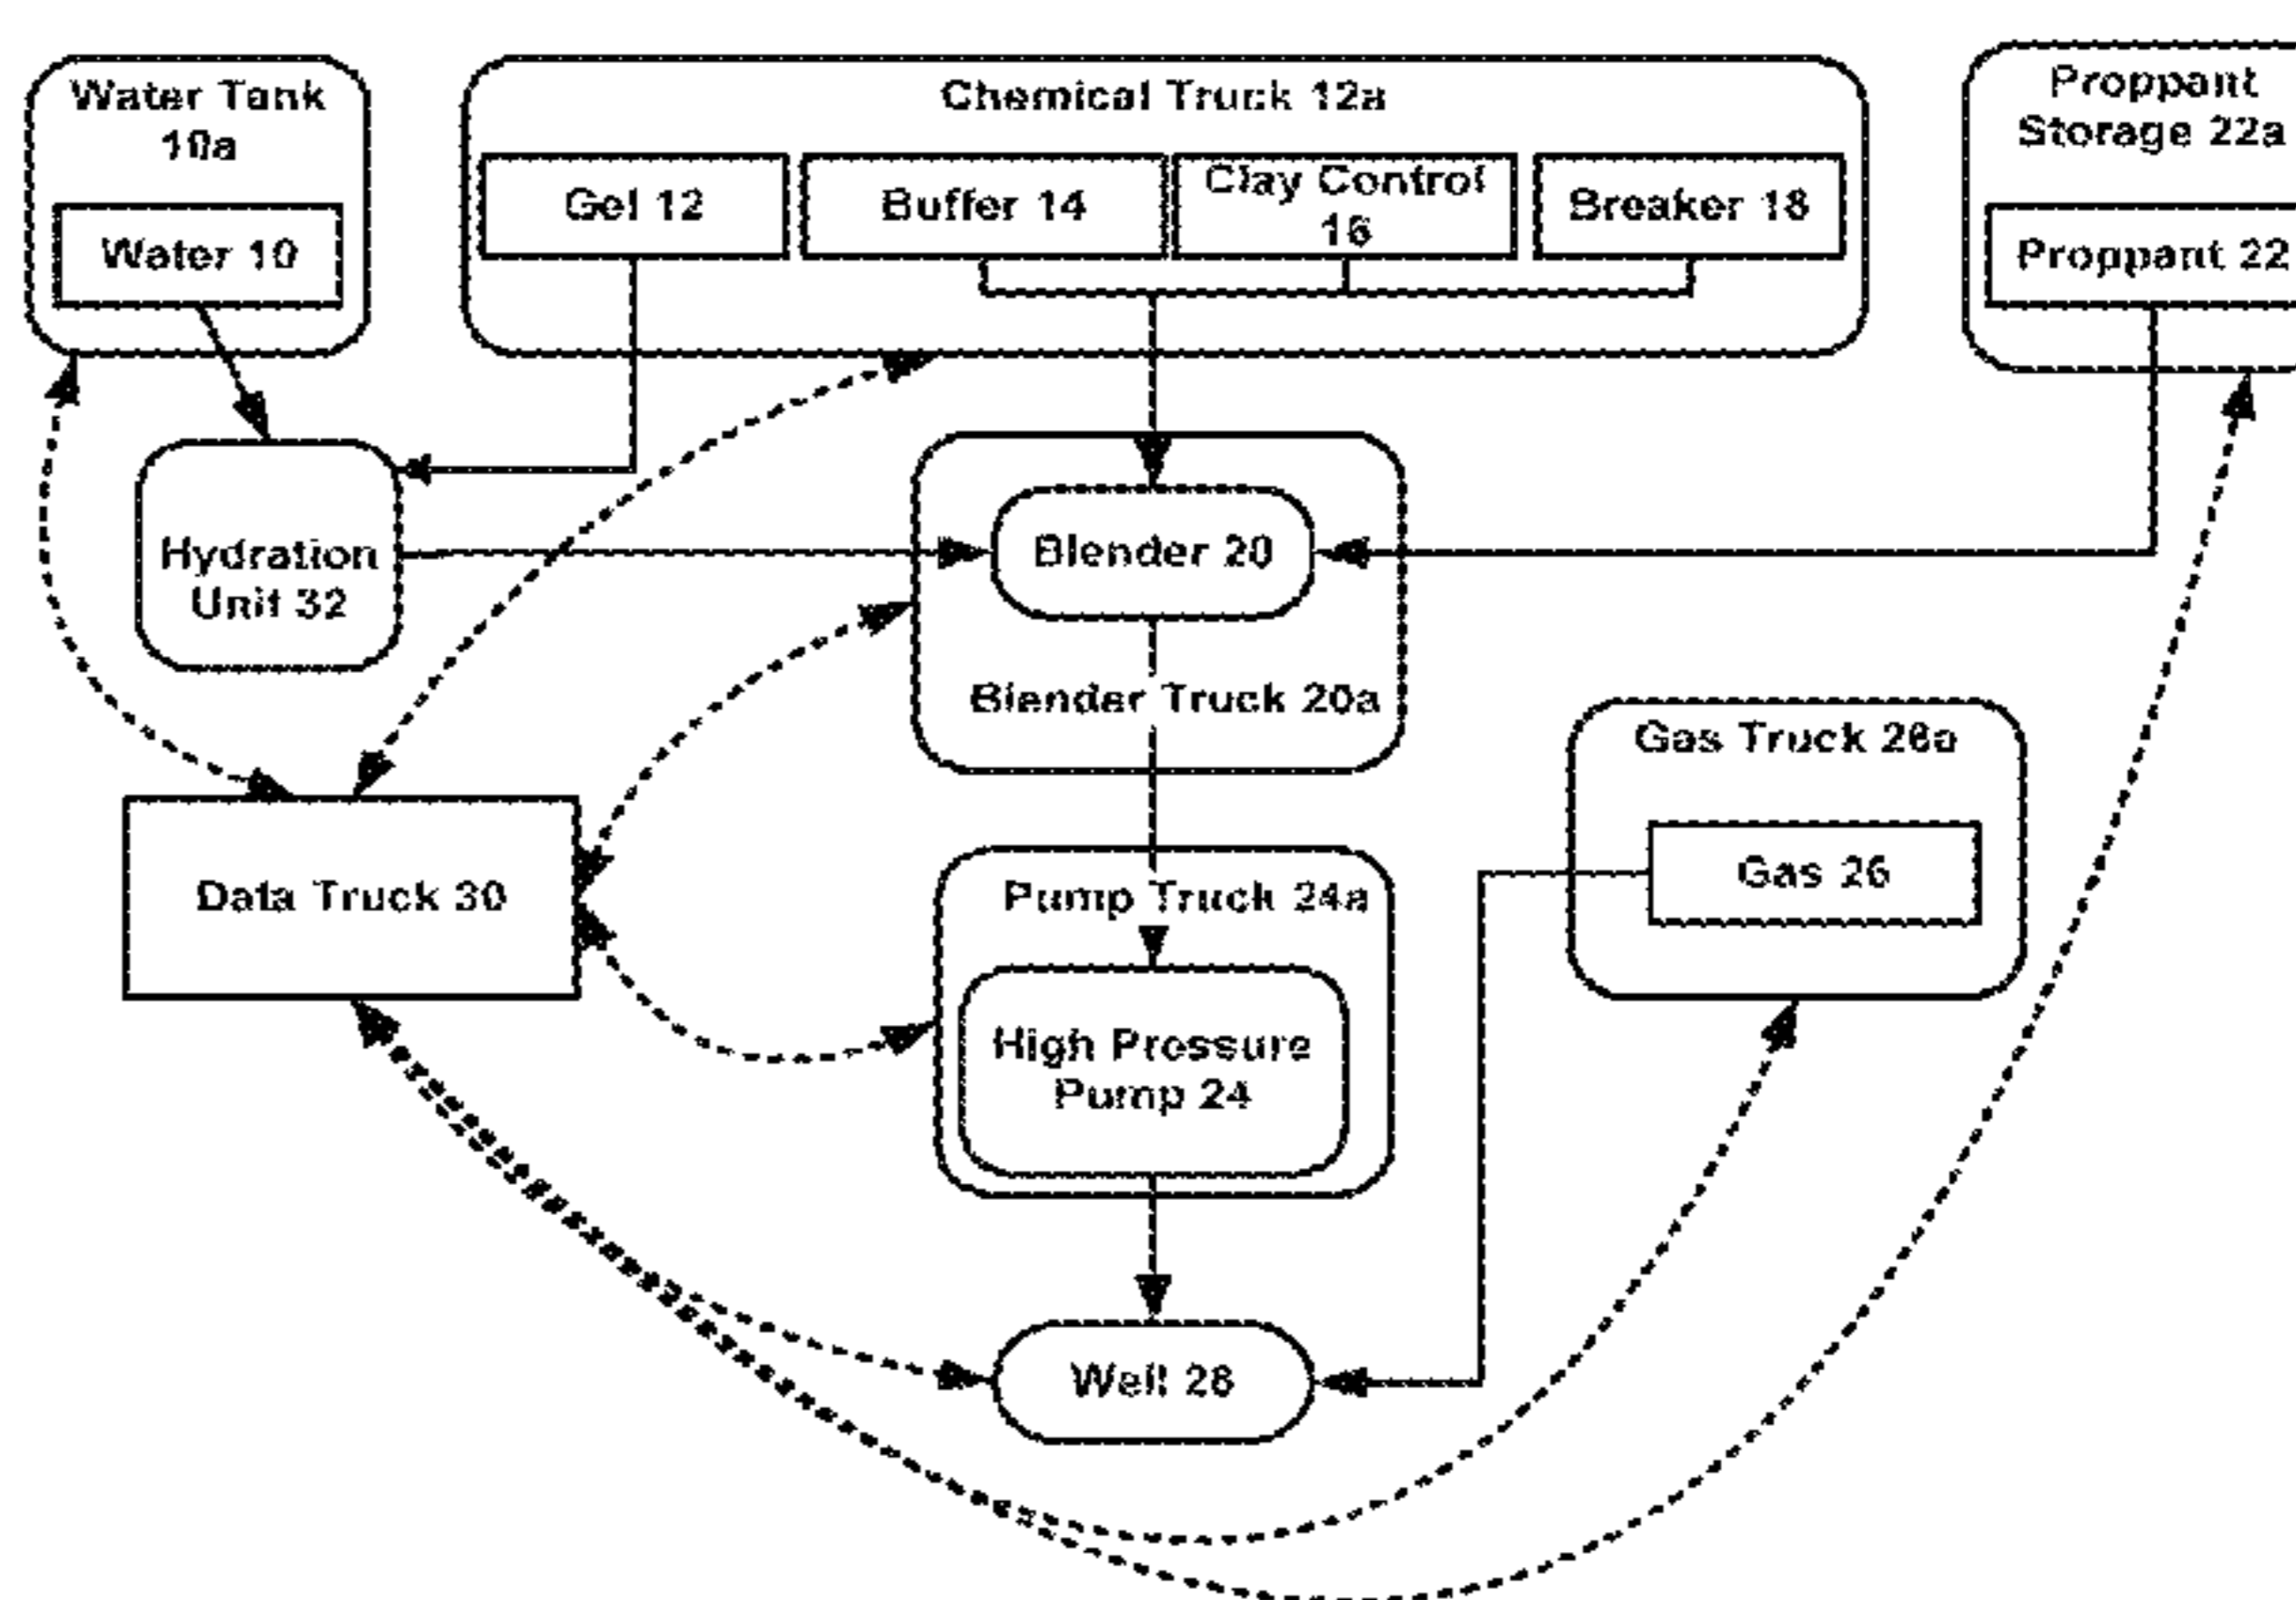 Water Tank
10a
Water 10
Chemical Truck 12a
Gel 12
Buffer 14
Clay Control
16
Breaker 18
Proppant
Storage 22a
Proppant 22
Hydration
Unit 32
Blender 20
Blender Truck 20a
Gas Truck 26a
Gas 26
Data Truck 30
Pump Truck 24a
High Pressure
Pump 24
Well 28